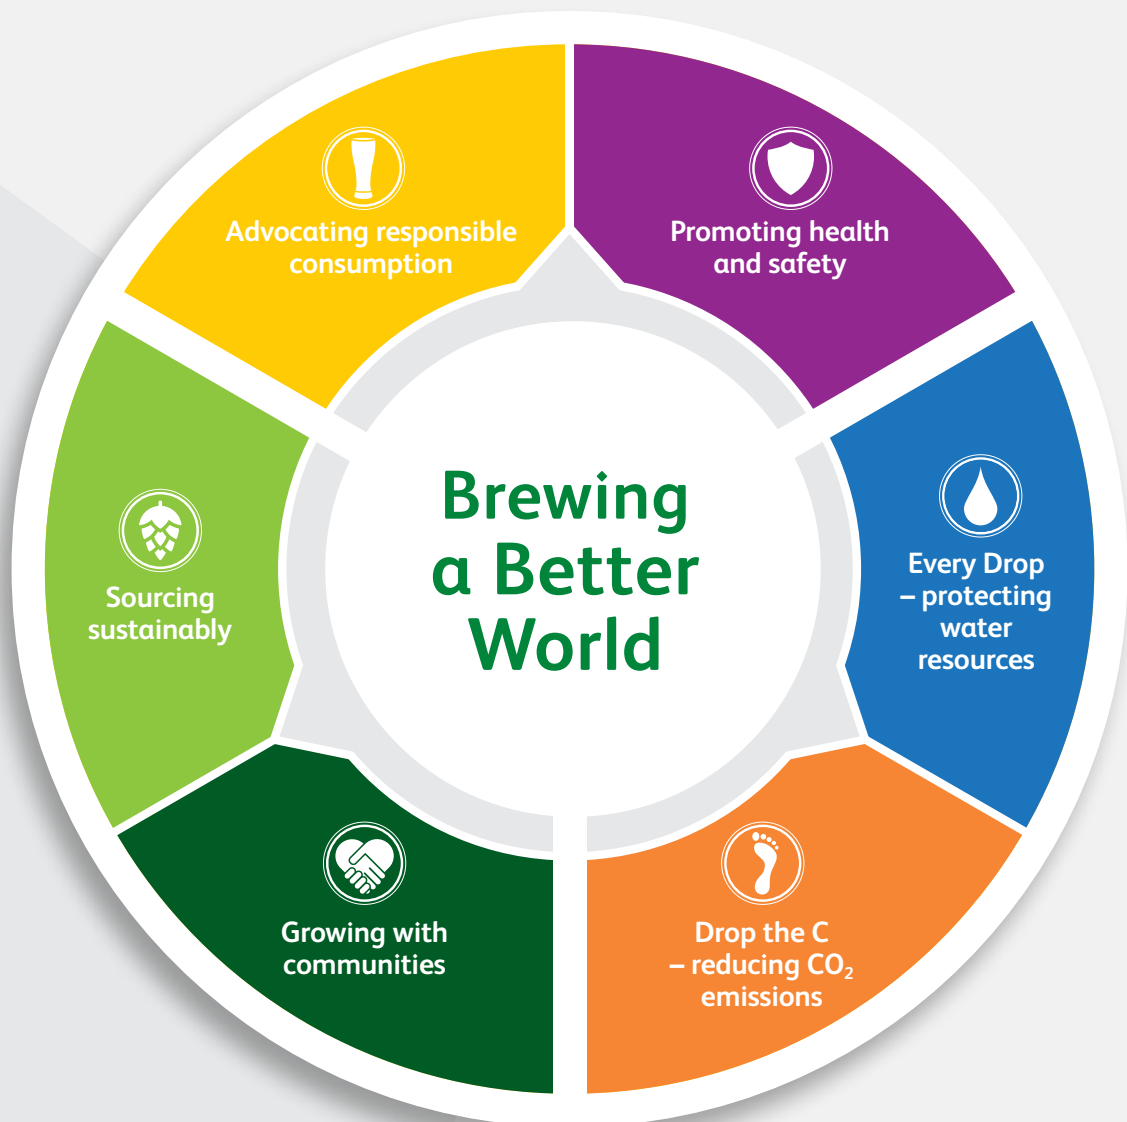 Advocating responsible
consumption
Promoting health
and safety
Every Drop
– protecting
water
resources
Drop the C
– reducing CO₂
emissions
Growing with
communities
Sourcing
sustainably
Brewing
a Better
World